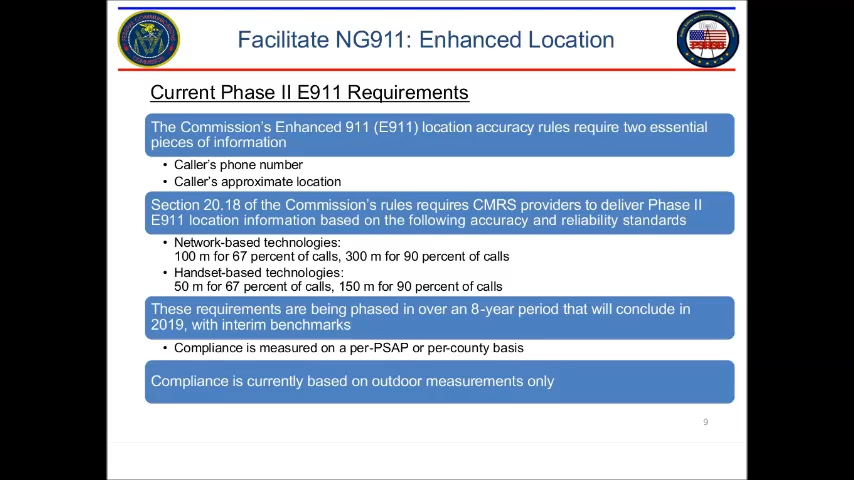 Facilitate NG911: Enhanced Location
Current Phase II E911 Requirements
The Commission's Enhanced 911 (E911) location accuracy rules require two essential
pieces of information
• Caller's phone number
• Caller's approximate location
Section 20.18 of the Commission's rules requires CMRS providers to deliver Phase II
E911 location information based on the following accuracy and reliability standards
• Network-based technologies:
100 m for 67 percent of calls, 300 m for 90 percent of calls
• Handset-based technologies:
50 m for 67 percent of calls, 150 m for 90 percent of calls
These requirements are being phased in over an 8-year period that will conclude in
2019, with interim benchmarks
• Compliance is measured on a per-PSAP or per-county basis
Compliance is currently based on outdoor measurements only
9